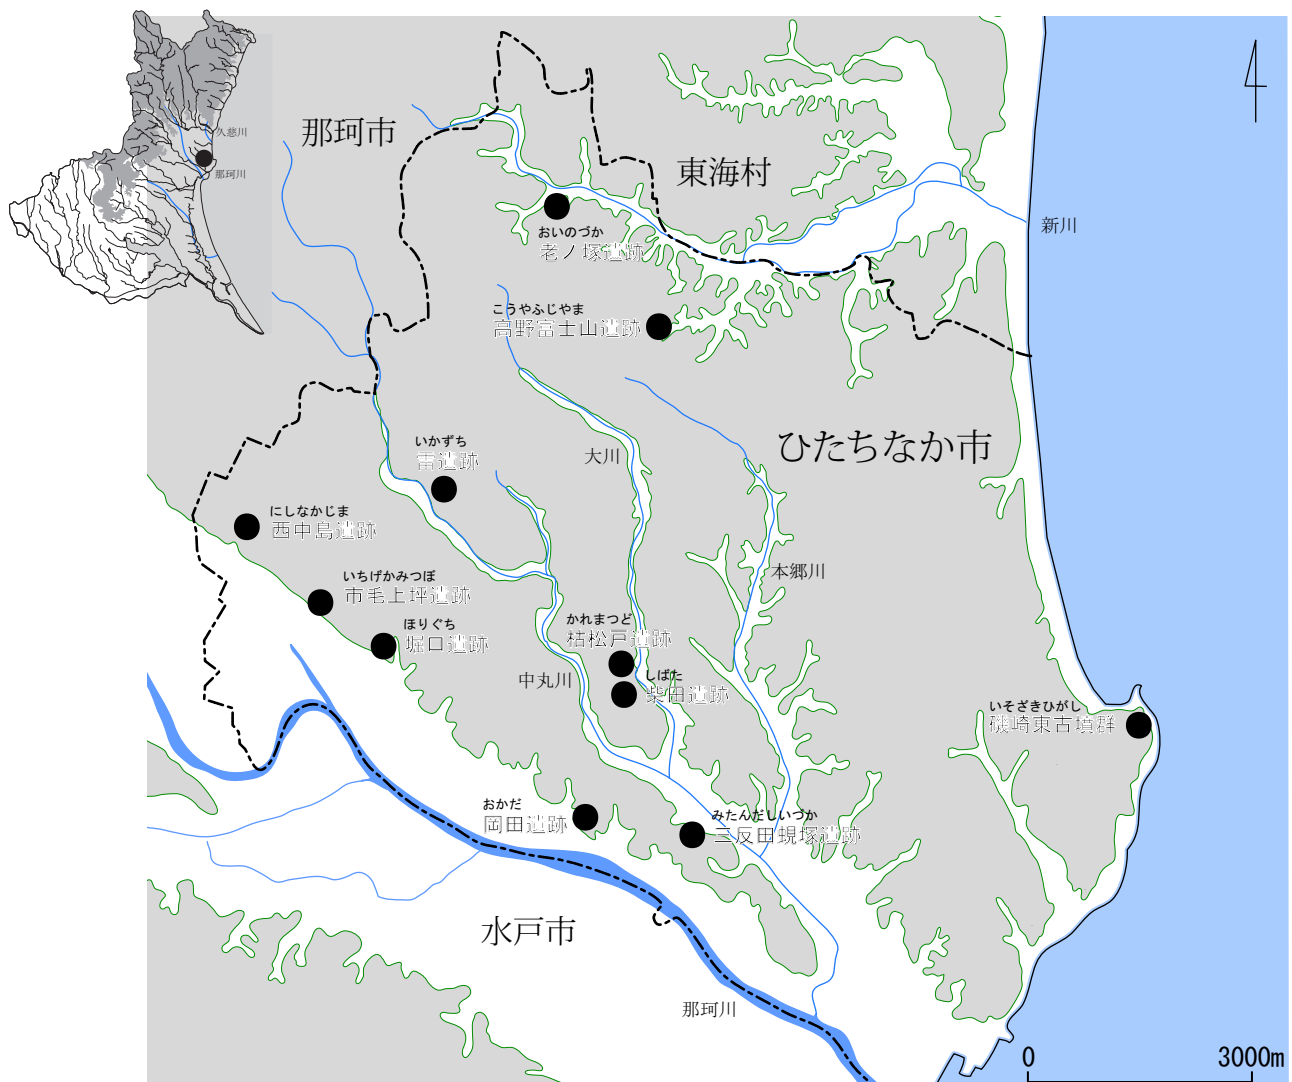 久慈川
那珂川
那珂市
東海村
新川
おいのづか
老ノ塚遺跡
こうやふじやま
高野富士山遺跡
ひたちなか市
いかずち
雷遺跡
大川
にしなかじま
西中島遺跡
本郷川
いちげかみつぼ
市毛上坪遺跡
ほりぐち
堀口遺跡
かれまつど
枯松戸遺跡
中丸川
しばた
柴田遺跡
いそざきひがし
磯崎東古墳群
おかだ
岡田遺跡
みたんだしいづか
三反田蜆塚遺跡
水戸市
那珂川
0 3000m